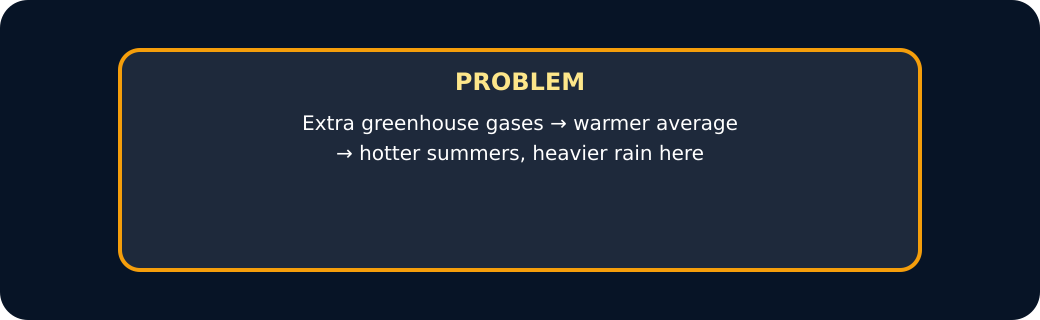 PROBLEM
Extra greenhouse gases → warmer average
→ hotter summers, heavier rain here